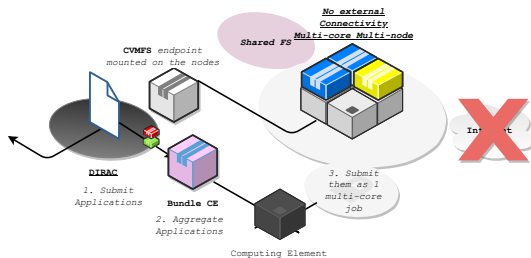 No external
Connectivity
Multi-core Multi-node
Shared FS
CVMFS endpoint
mounted on the nodes
Internet
DIRAC
1. Submit
Applications
Bundle CE
2. Aggregate
Applications
3. Submit
them as 1
multi-core
job
Computing Element